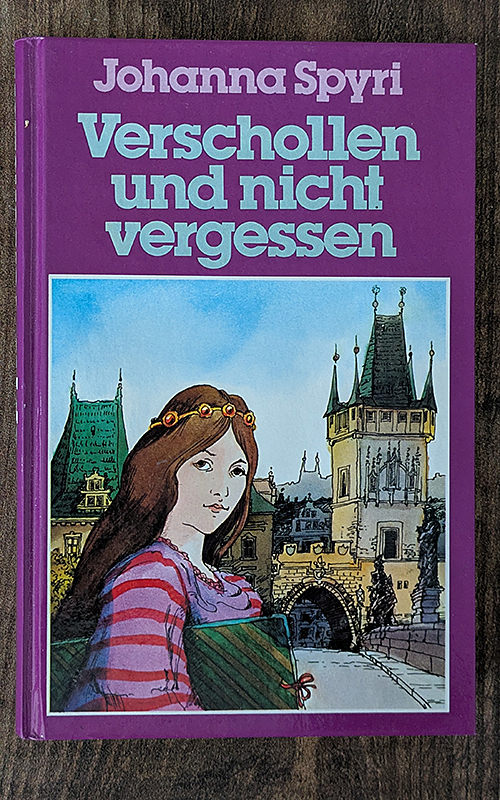 Johanna Spyri
Verschollen
und nicht
vergessen